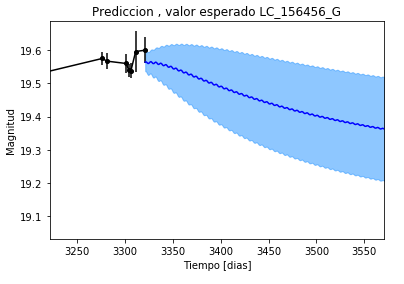 Prediccion , valor esperado LC_156456_G
19.6
19.5
19.4
19.3
19.2
19.1
Magnitud
3250 3300 3350 3400 3450 3500 3550
Tiempo [dias]